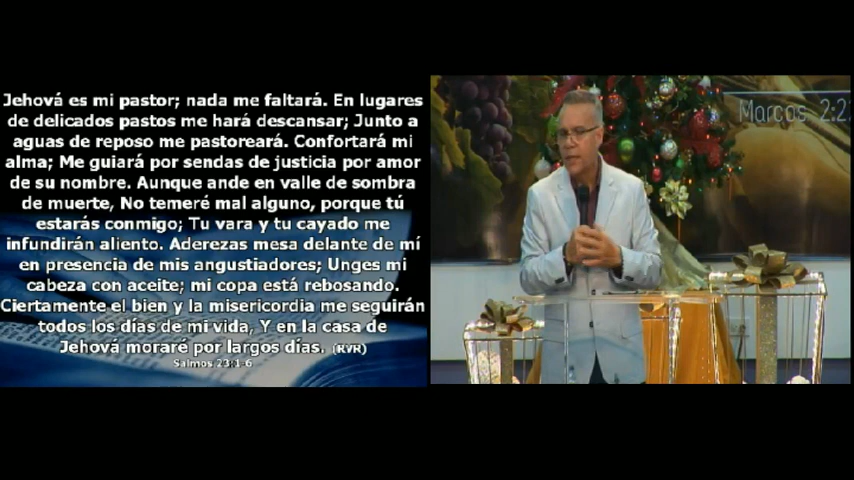 Jehová es mi pastor; nada me faltará. En lugares
de delicados pastos me hará descansar; Junto a
aguas de reposo me pastoreará. Confortará mi
alma; Me guiará por sendas de justicia por amor
de su nombre. Aunque ande en valle de sombra
de muerte, No temeré mal alguno, porque tú
estarás conmigo; Tu vara y tu cayado me
infundirán aliento. Aderezas mesa delante de mí
en presencia de mis angustiadores; Unges mi
cabeza con aceite; mi copa está rebosando.
Ciertamente el bien y la misericordia me seguirán
todos los días de mi vida, Y en la casa de
Jehová moraré por largos días. (RVR)
Salmos 23:1-6
Marcos